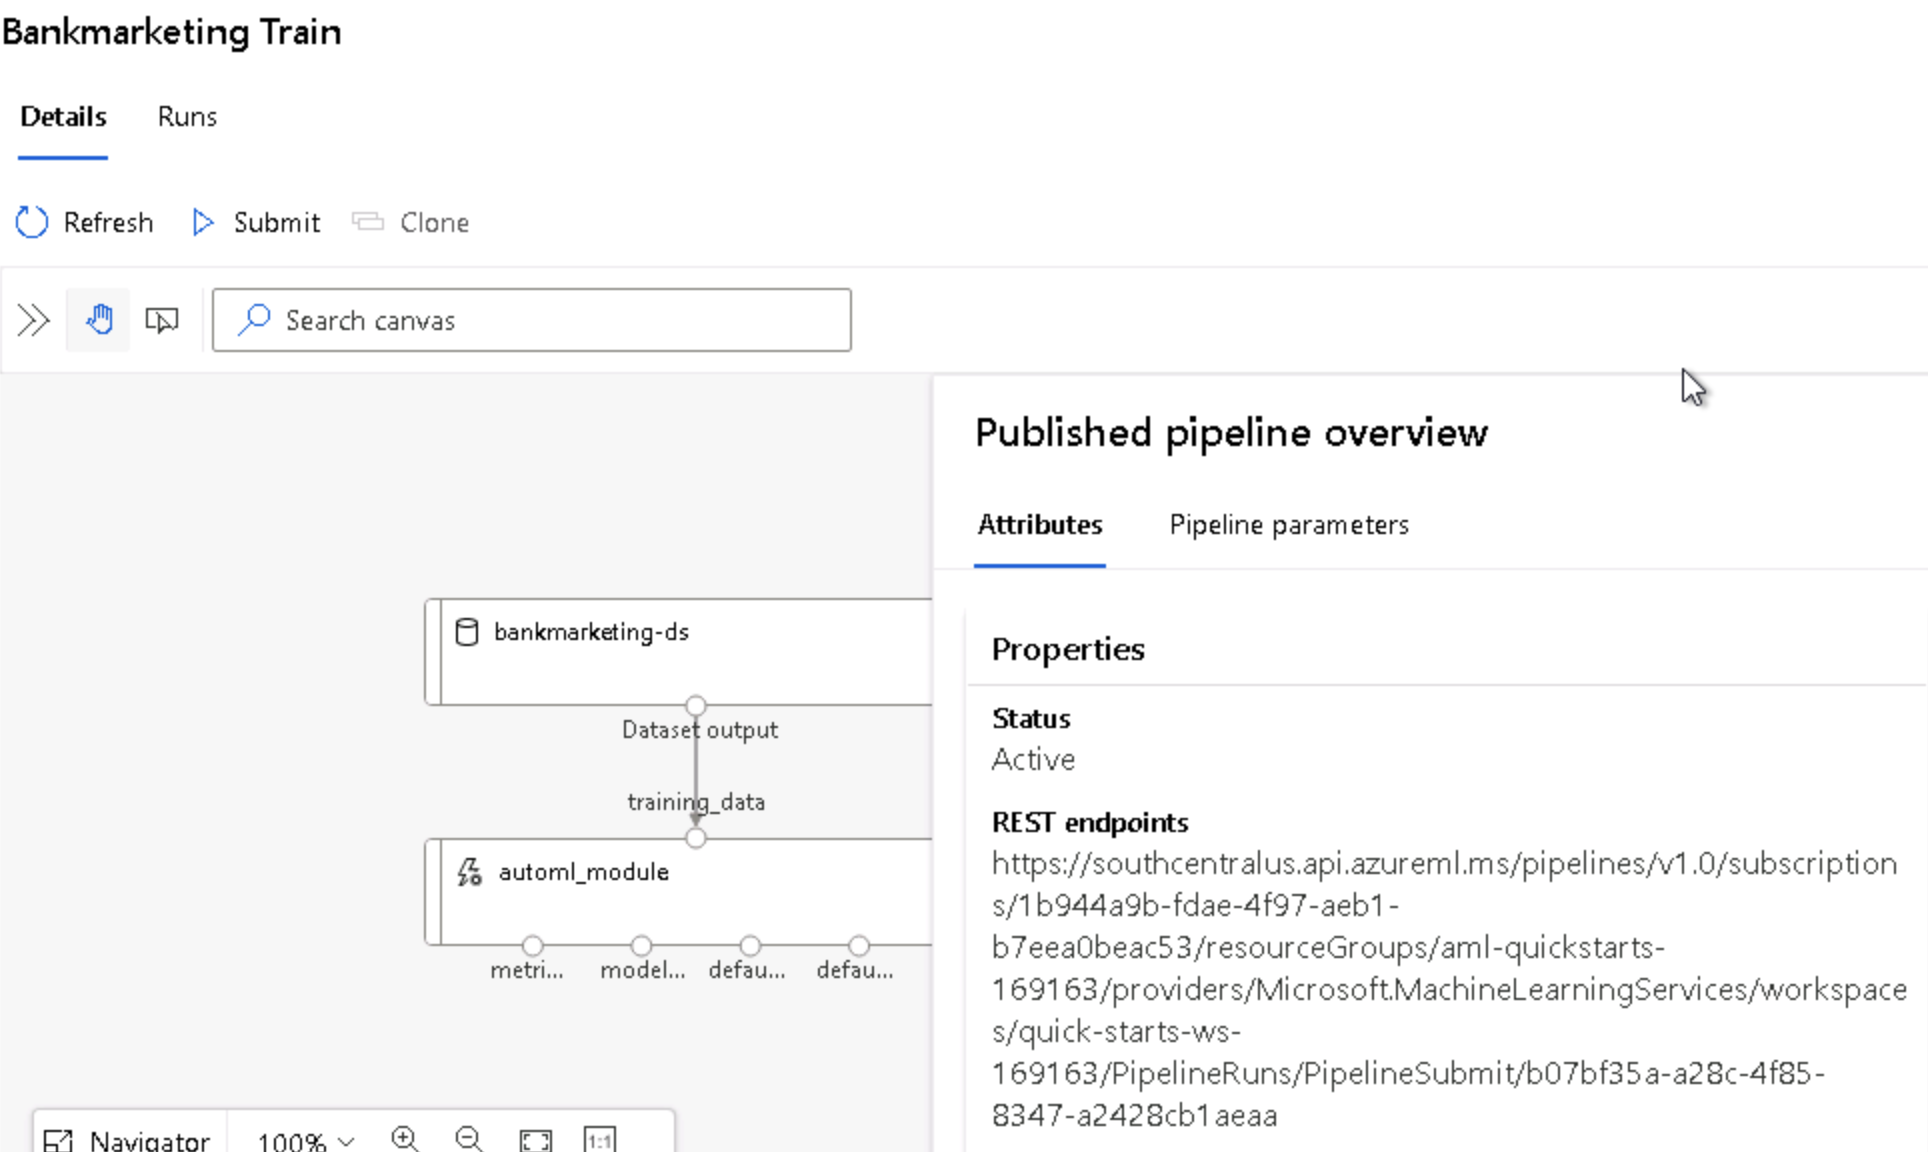 Bankmarketing Train
Details Runs
Refresh Submit Clone
Search canvas
bankmarketing-ds
Dataset output
training_data
automl_module
metri... model... defau... defau...
Navigator 100% 1:1
Published pipeline overview
Attributes Pipeline parameters
Properties
Status
Active
REST endpoints
https://southcentralus.api.azureml.ms/pipelines/v1.0/subscription
s/1b944a9b-fdae-4f97-aeb1-
b7eea0beac53/resourceGroups/aml-quickstarts-
169163/providers/Microsoft.MachineLearningServices/workspace
s/quick-starts-ws-
169163/PipelineRuns/PipelineSubmit/b07bf35a-a28c-4f85-
8347-a2428cb1aeaa